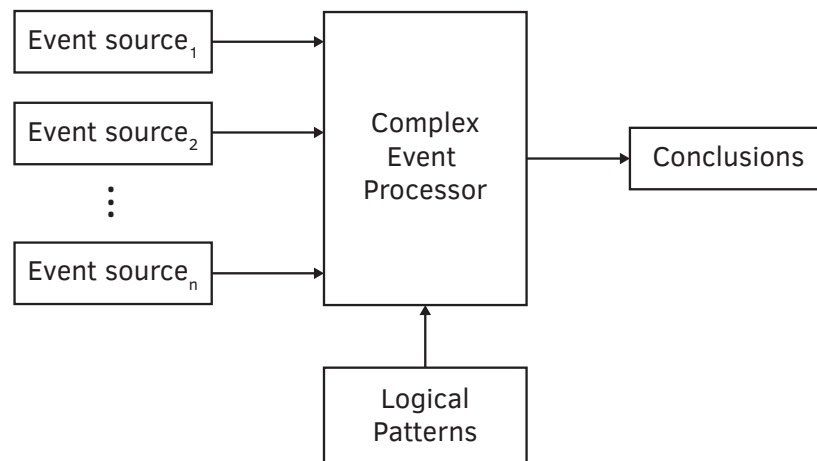 Event source₁
Event source₂
⋮
Event sourceₙ
Complex
Event
Processor
Conclusions
Logical
Patterns